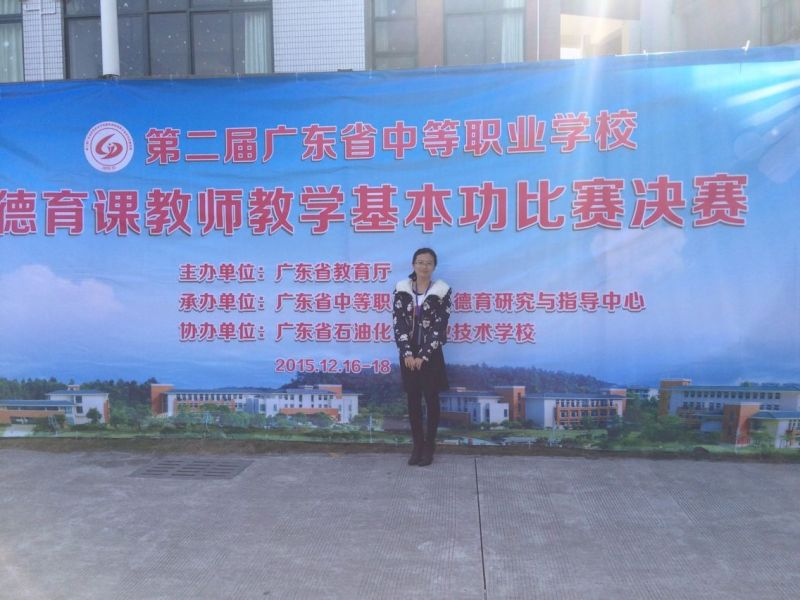 第二届广东省中等职业学校
德育课教师教学基本功比赛决赛
主办单位：广东省教育厅
承办单位：广东省中等职 德育研究与指导中心
协办单位：广东省石油化 业技术学校
2015.12.16-18